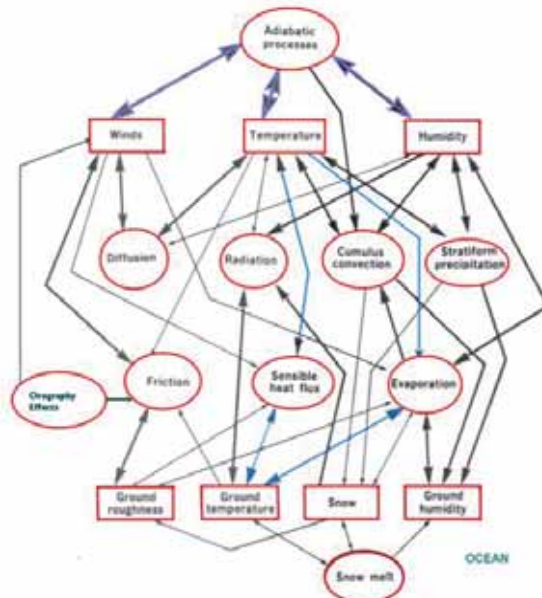 Adiabatic
processes
Winds
Temperature
Humidity
Diffusion
Radiation
Cumulus
convection
Stratiform
precipitation
Orography
Effects
Friction
Sensible
heat flux
Evaporation
Ground
roughness
Ground
temperature
Snow
Ground
humidity
Snow melt
OCEAN